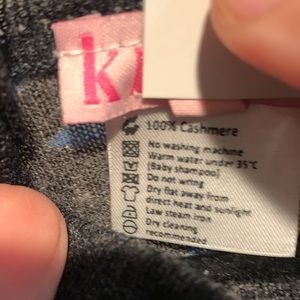 k
100% Cashmere
No washing machine
Warm water under 35°C
(Baby shampoo)
Do not wring
Dry flat away from
direct heat and sunlight
Law steam iron
Dry cleaning
recommended